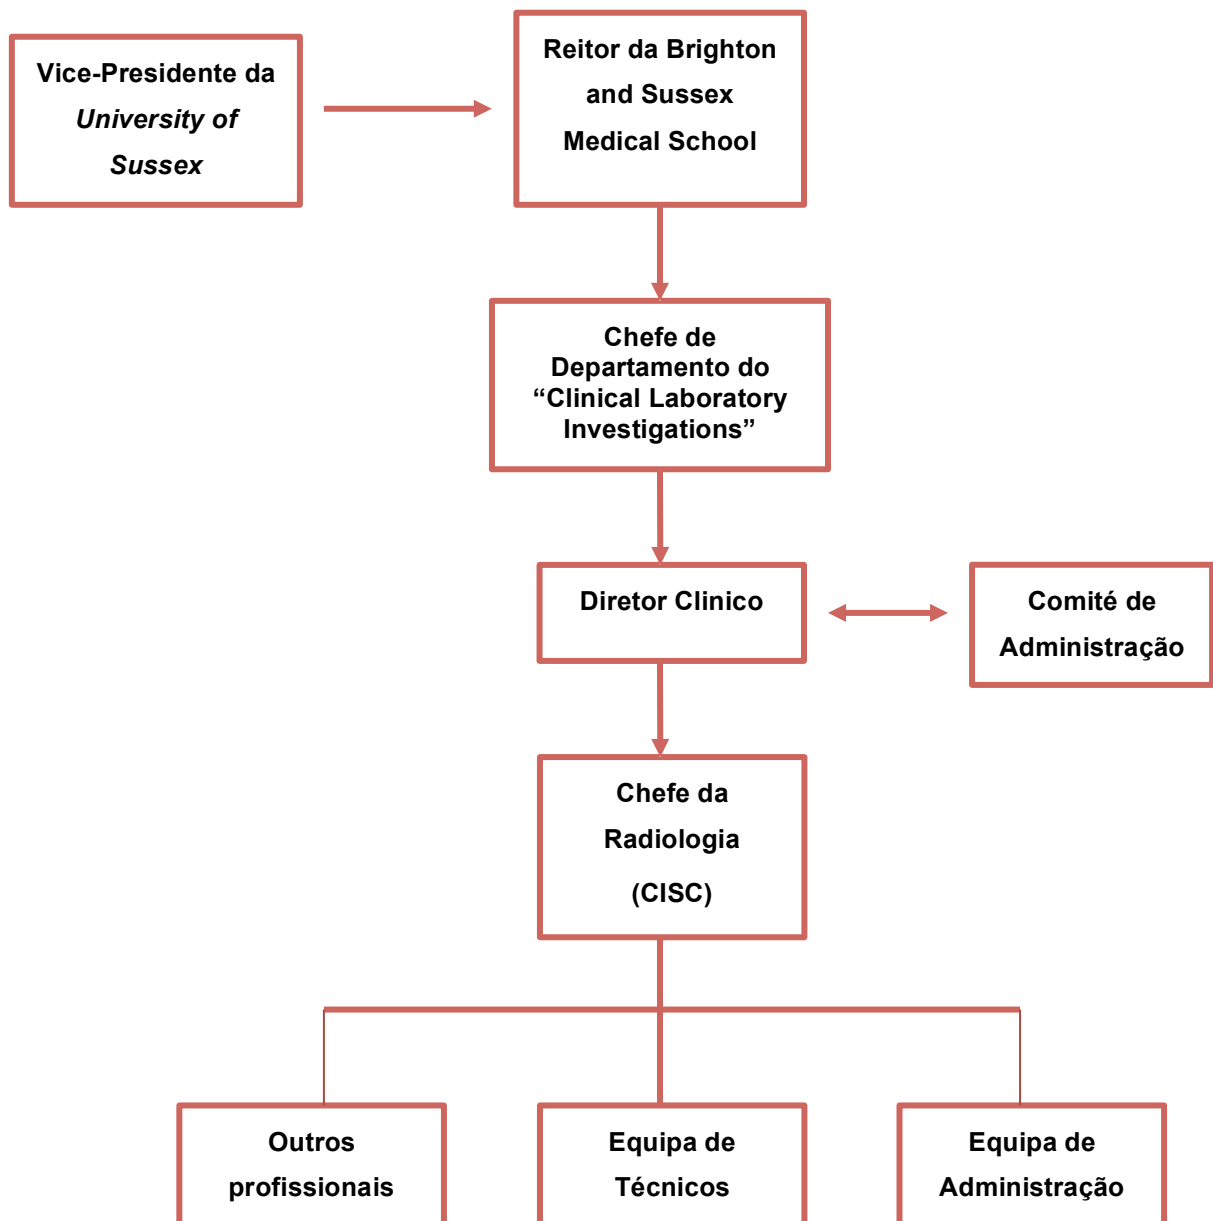 Vice-Presidente da
University of
Sussex
Reitor da Brighton
and Sussex
Medical School
Chefe de
Departamento do
“Clinical Laboratory
Investigations”
Diretor Clinico
Comité de
Administração
Chefe da
Radiologia
(CISC)
Outros
profissionais
Equipa de
Técnicos
Equipa de
Administração